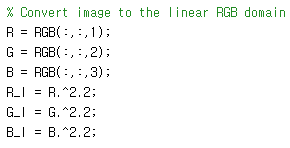 % Convert image to the linear RGB domain
R = RGB(:,:,1);
G = RGB(:,:,2);
B = RGB(:,:,3);
R_l = R.^2.2;
G_l = G.^2.2;
B_l = B.^2.2;